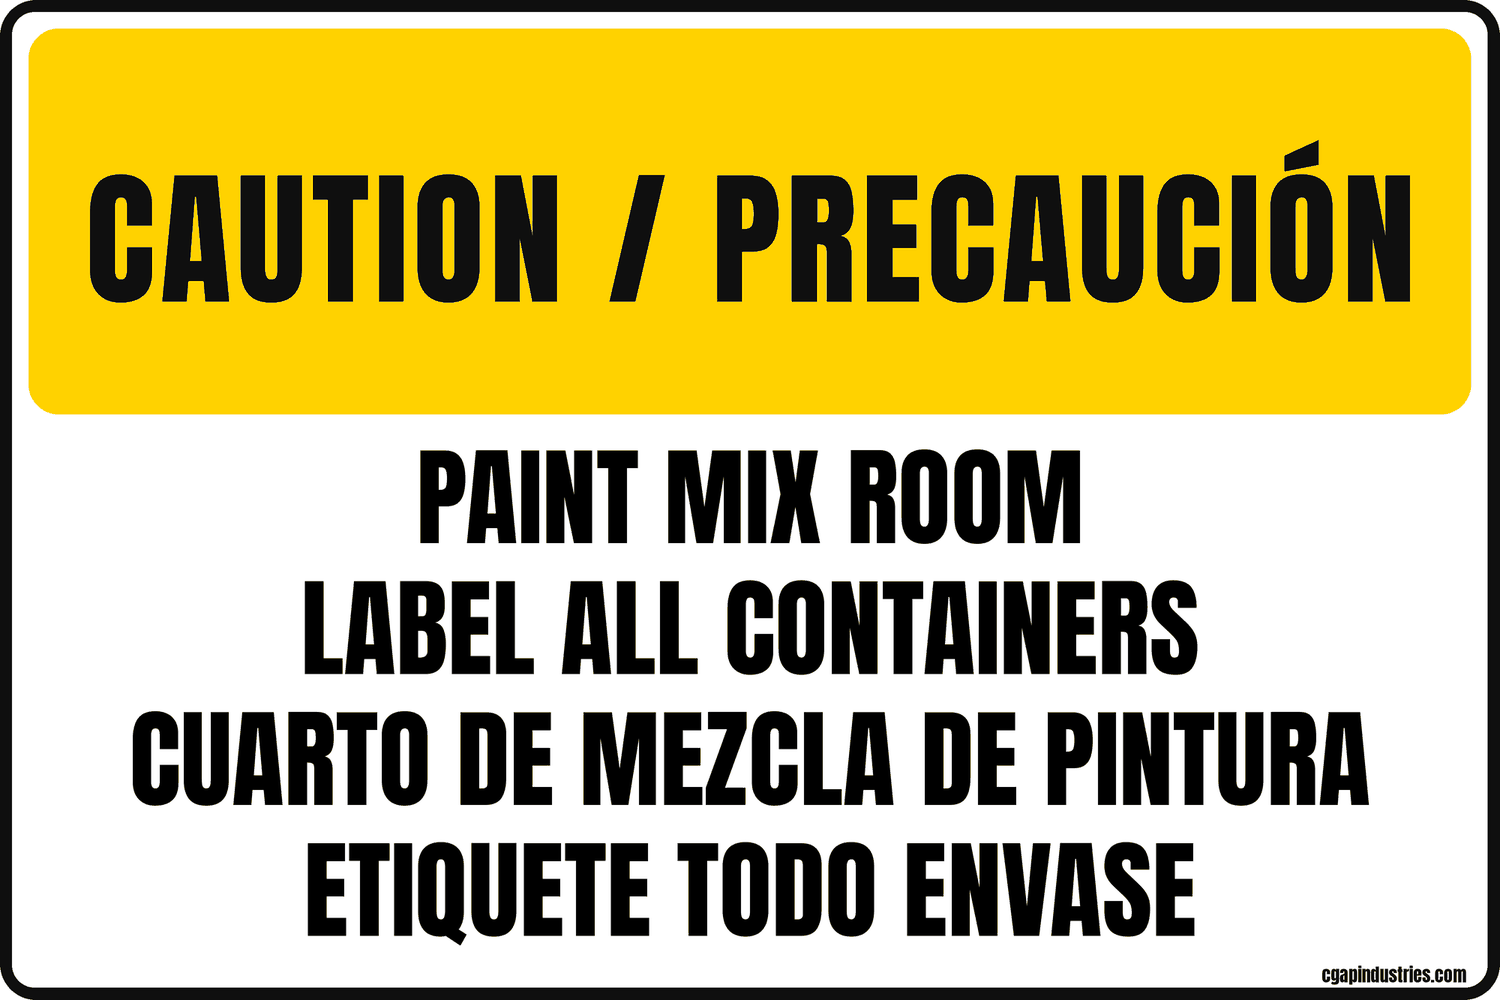 CAUTION / PRECAUCIÓN
PAINT MIX ROOM
LABEL ALL CONTAINERS
CUARTO DE MEZCLA DE PINTURA
ETIQUETE TODO ENVASE
cgapindustries.com